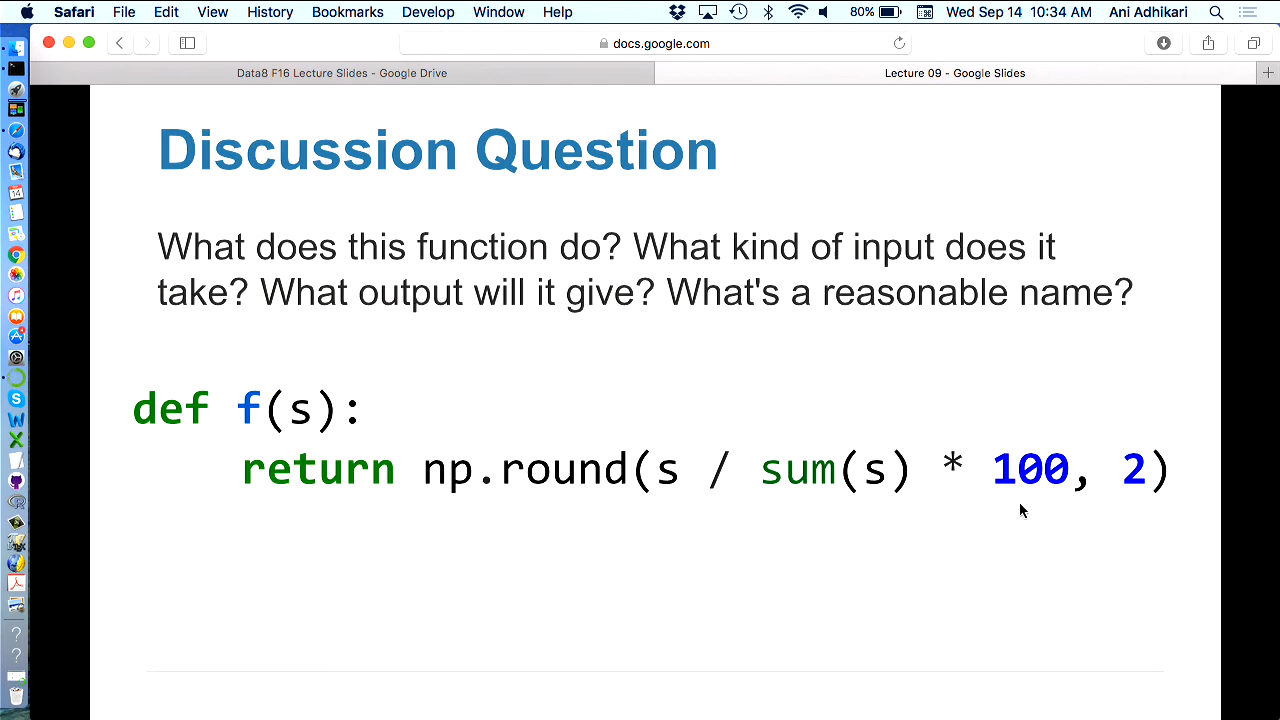 Safari File Edit View History Bookmarks Develop Window Help 80% Wed Sep 14 10:34 AM Ani Adhikari
docs.google.com
Data8 F16 Lecture Slides - Google Drive Lecture 09 - Google Slides
Discussion Question
What does this function do? What kind of input does it
take? What output will it give? What's a reasonable name?
def f(s):
return np.round(s / sum(s) * 100, 2)